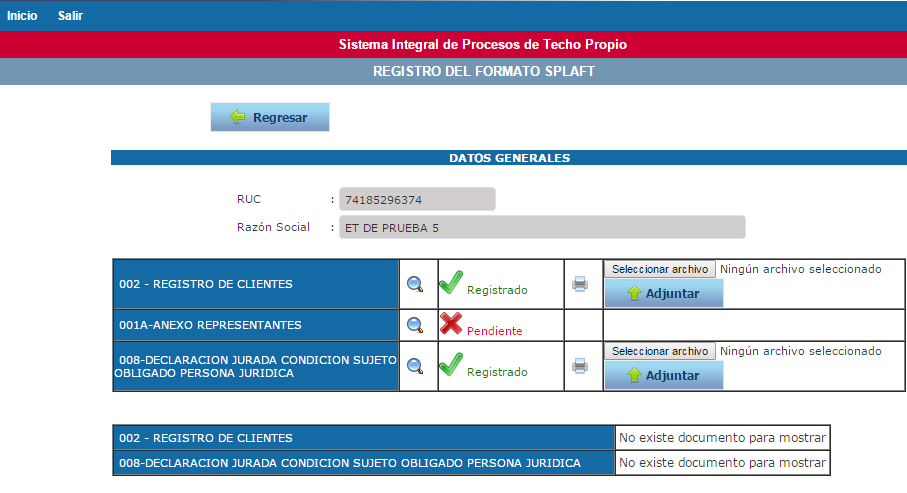 Inicio Salir
Sistema Integral de Procesos de Techo Propio
REGISTRO DEL FORMATO SPLAFT
Regresar
DATOS GENERALES
RUC : 74185296374
Razón Social : ET DE PRUEBA 5
002 - REGISTRO DE CLIENTES Registrado Seleccionar archivo Ningún archivo seleccionado
Adjuntar
001A-ANEXO REPRESENTANTES Pendiente
008-DECLARACION JURADA CONDICION SUJETO
OBLIGADO PERSONA JURIDICA Registrado Seleccionar archivo Ningún archivo seleccionado
Adjuntar
002 - REGISTRO DE CLIENTES No existe documento para mostrar
008-DECLARACION JURADA CONDICION SUJETO OBLIGADO PERSONA JURIDICA No existe documento para mostrar